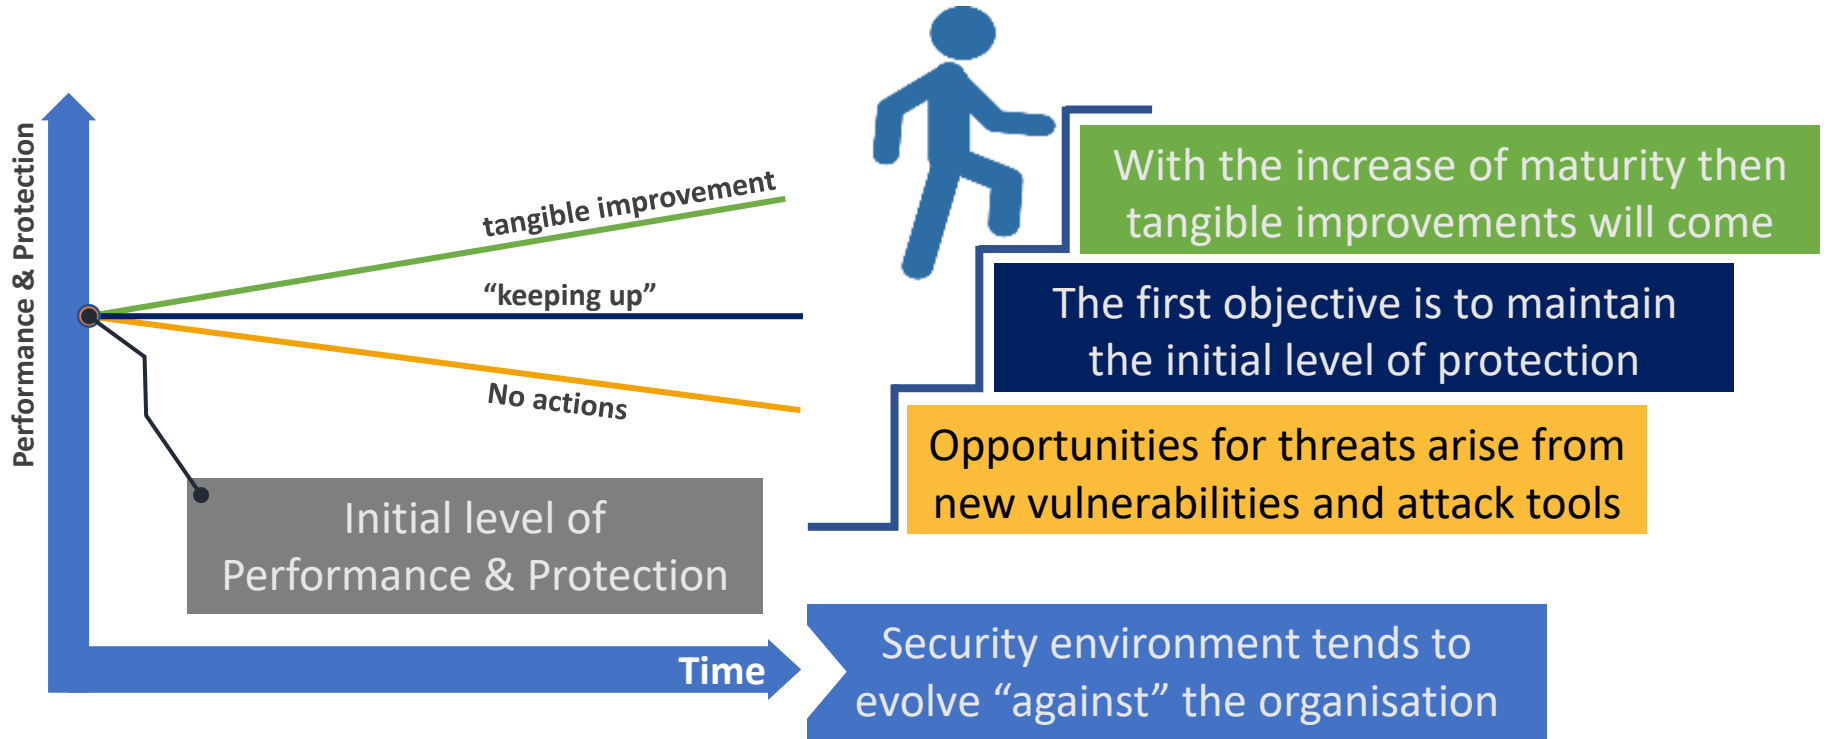 Performance & Protection
tangible improvement
“keeping up”
No actions
Initial level of
Performance & Protection
Time
With the increase of maturity then
tangible improvements will come
The first objective is to maintain
the initial level of protection
Opportunities for threats arise from
new vulnerabilities and attack tools
Security environment tends to
evolve “against” the organisation